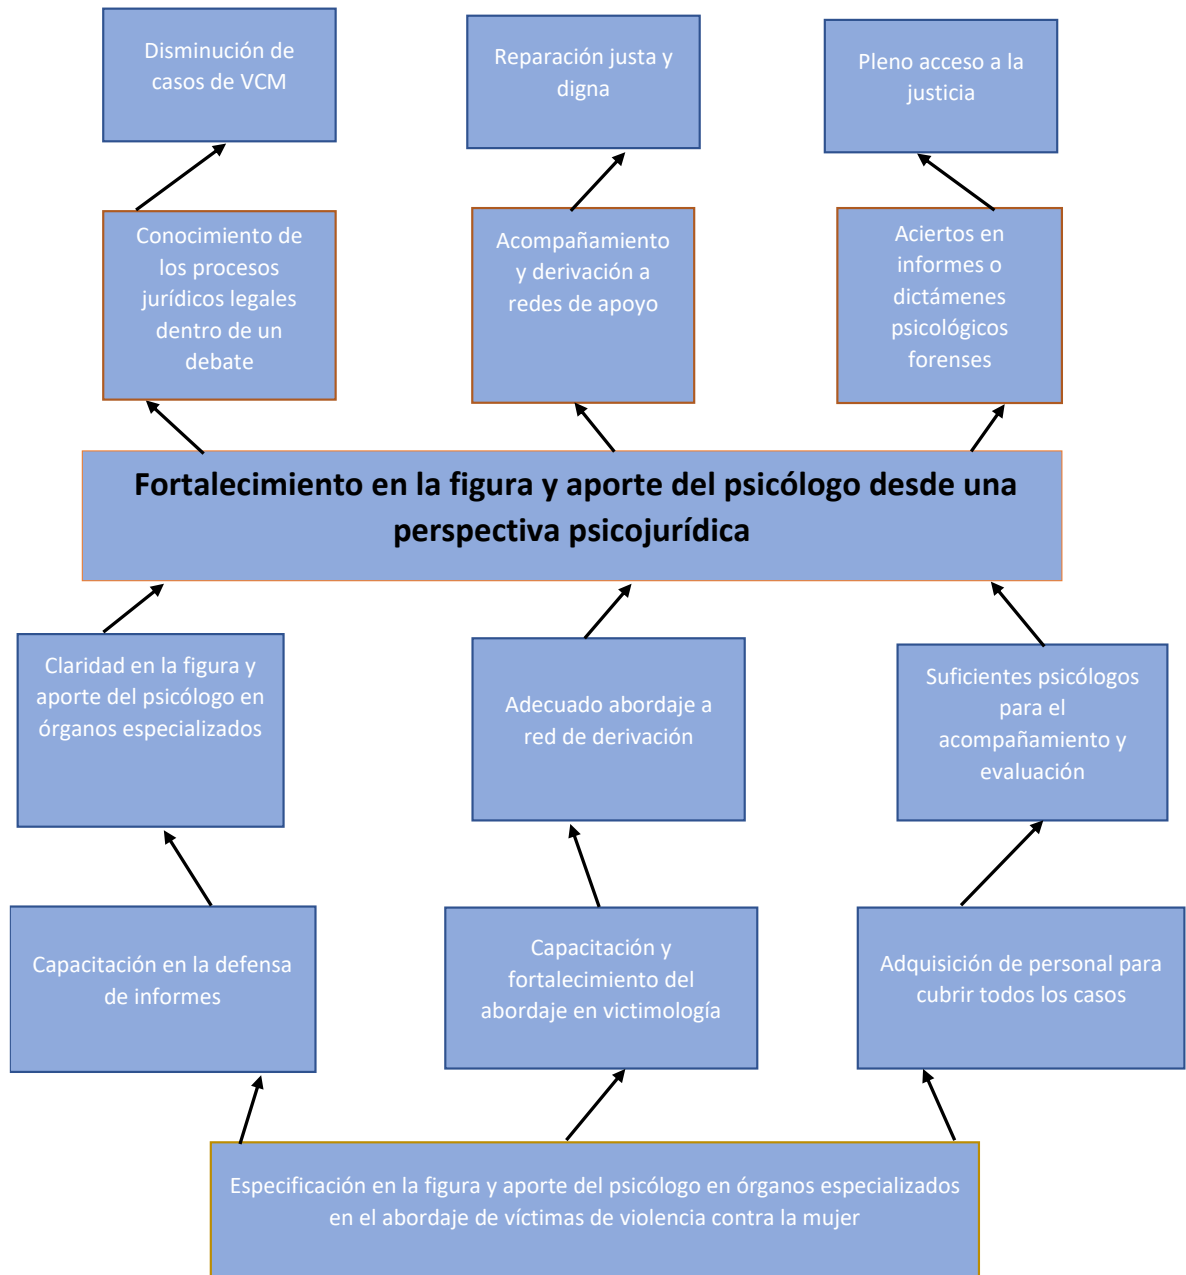 Disminución de
casos de VCM
Reparación justa y
digna
Pleno acceso a la
justicia
Conocimiento de
los procesos
jurídicos legales
dentro de un
debate
Acompañamiento
y derivación a
redes de apoyo
Aciertos en
informes o
dictámenes
psicológicos
forenses
Fortalecimiento en la figura y aporte del psicólogo desde una
perspectiva psicojurídica
Claridad en la figura y
aporte del psicólogo en
órganos especializados
Adecuado abordaje a
red de derivación
Suficientes psicólogos
para el
acompañamiento y
evaluación
Capacitación en la defensa
de informes
Capacitación y
fortalecimiento del
abordaje en victimología
Adquisición de personal para
cubrir todos los casos
Especificación en la figura y aporte del psicólogo en órganos especializados
en el abordaje de víctimas de violencia contra la mujer